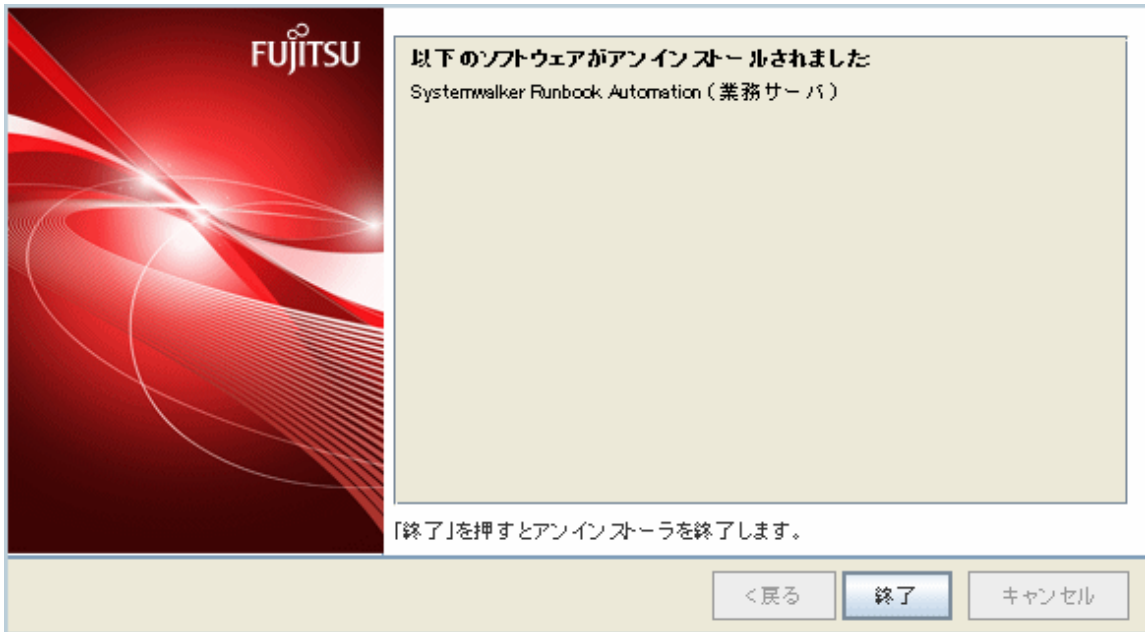 FUJITSU
以下のソフトウェアがアンインストールされました:
Systemwalker Runbook Automation（業務サーバ）
「終了」を押すとアンインストーラを終了します。
<戻る
終了
キャンセル